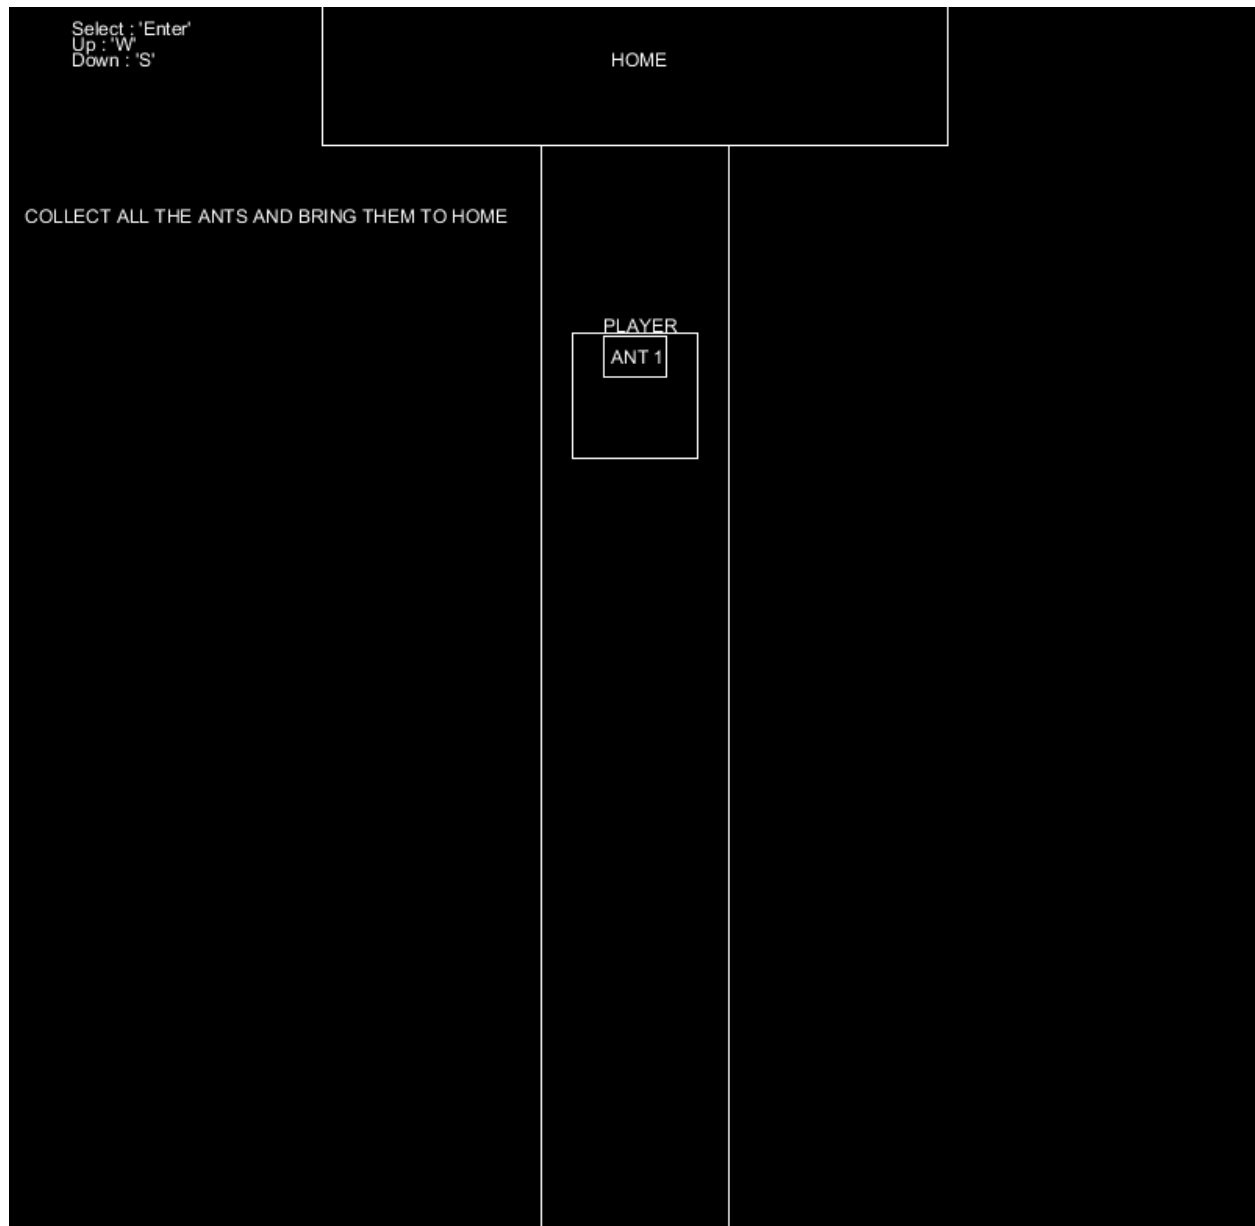 Select : 'Enter'
Up : 'W'
Down : 'S'
HOME
COLLECT ALL THE ANTS AND BRING THEM TO HOME
PLAYER
ANT 1